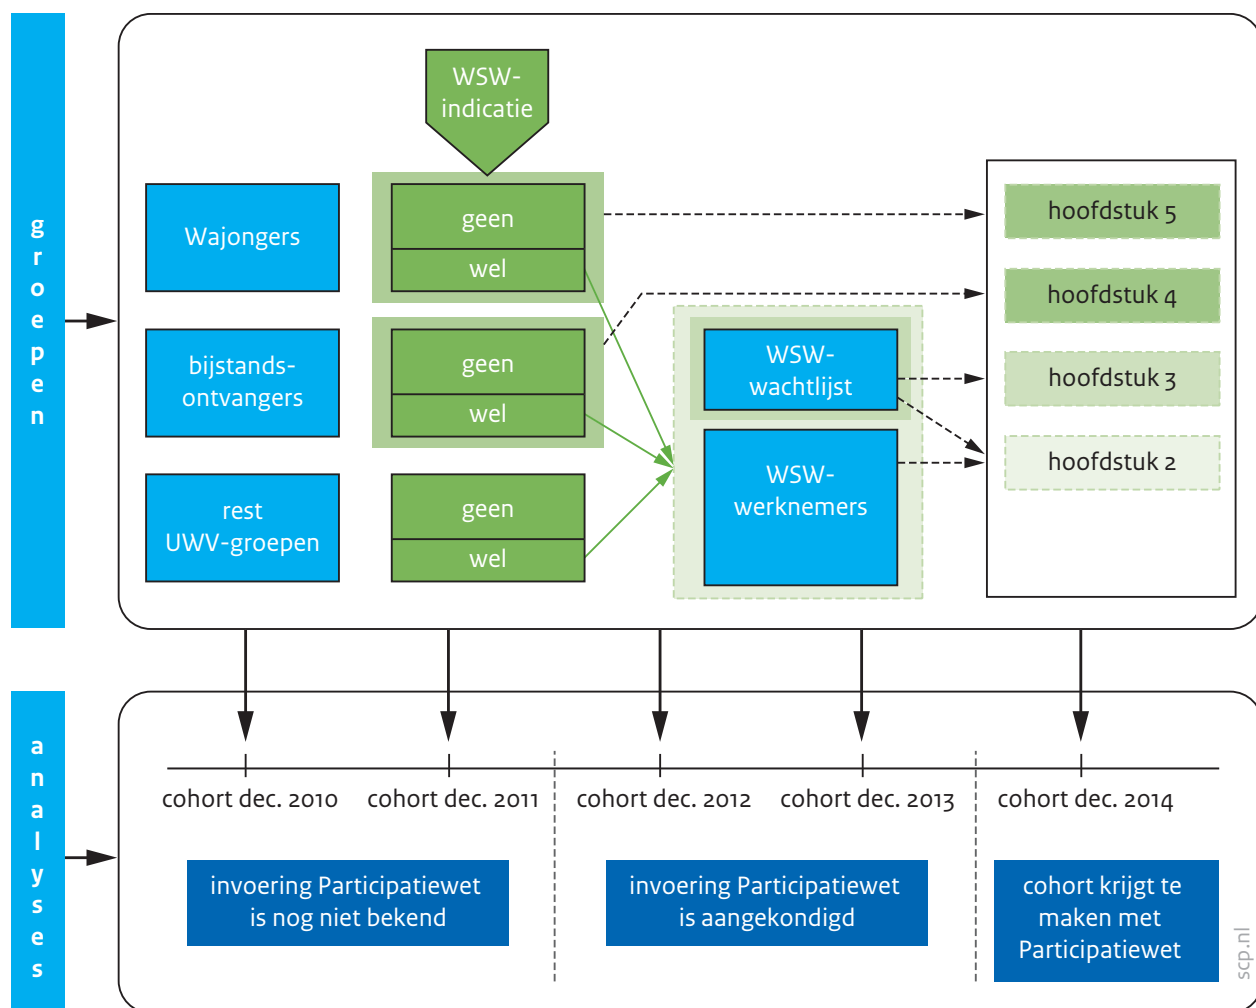 groepen
WSW-
indicatie
Wajongers
geen
wel
bijstands-
ontvangers
geen
wel
rest
UWV-groepen
geen
wel
WSW-
wachtlijst
WSW-
werknemers
hoofdstuk 5
hoofdstuk 4
hoofdstuk 3
hoofdstuk 2
analyses
cohort dec. 2010
cohort dec. 2011
cohort dec. 2012
cohort dec. 2013
cohort dec. 2014
invoering Participatiewet
is nog niet bekend
invoering Participatiewet
is aangekondigd
cohort krijgt te
maken met
Participatiewet
scp.nl